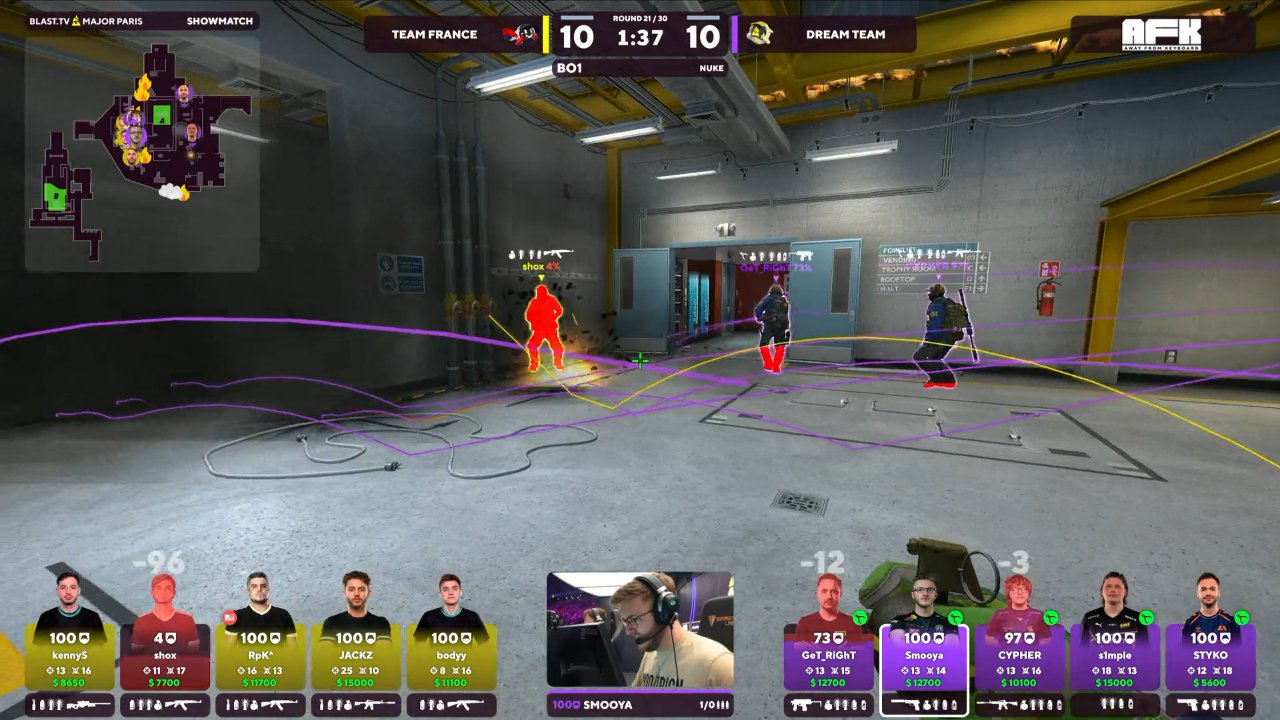 BLAST.TV MAJOR PARIS
SHOWMATCH
TEAM FRANCE
10
ROUND 21 / 30
1:37
10
DREAM TEAM
BO1
NUKE
AFK
AWAY FROM KEYBOARD
A
B
shox 4%
GeT_RiGhT 73%
FORKLIFT
VENDING
TROPHY ROOM
ROOFTOP
H.U.T.
-96
-12
-3
100
kennyS
13 16
$8650
4
shox
11 17
$7700
100
RpK^
16 13
$11700
100
JACKZ
25 10
$15000
100
bodyy
8 16
$11100
100 SMOOYA
1/0
73
GeT_RiGhT
13 15
$12700
100
Smooya
13 14
$12700
97
CYPHER
13 16
$10100
100
s1mple
18 13
$15000
100
STYKO
12 18
$5600